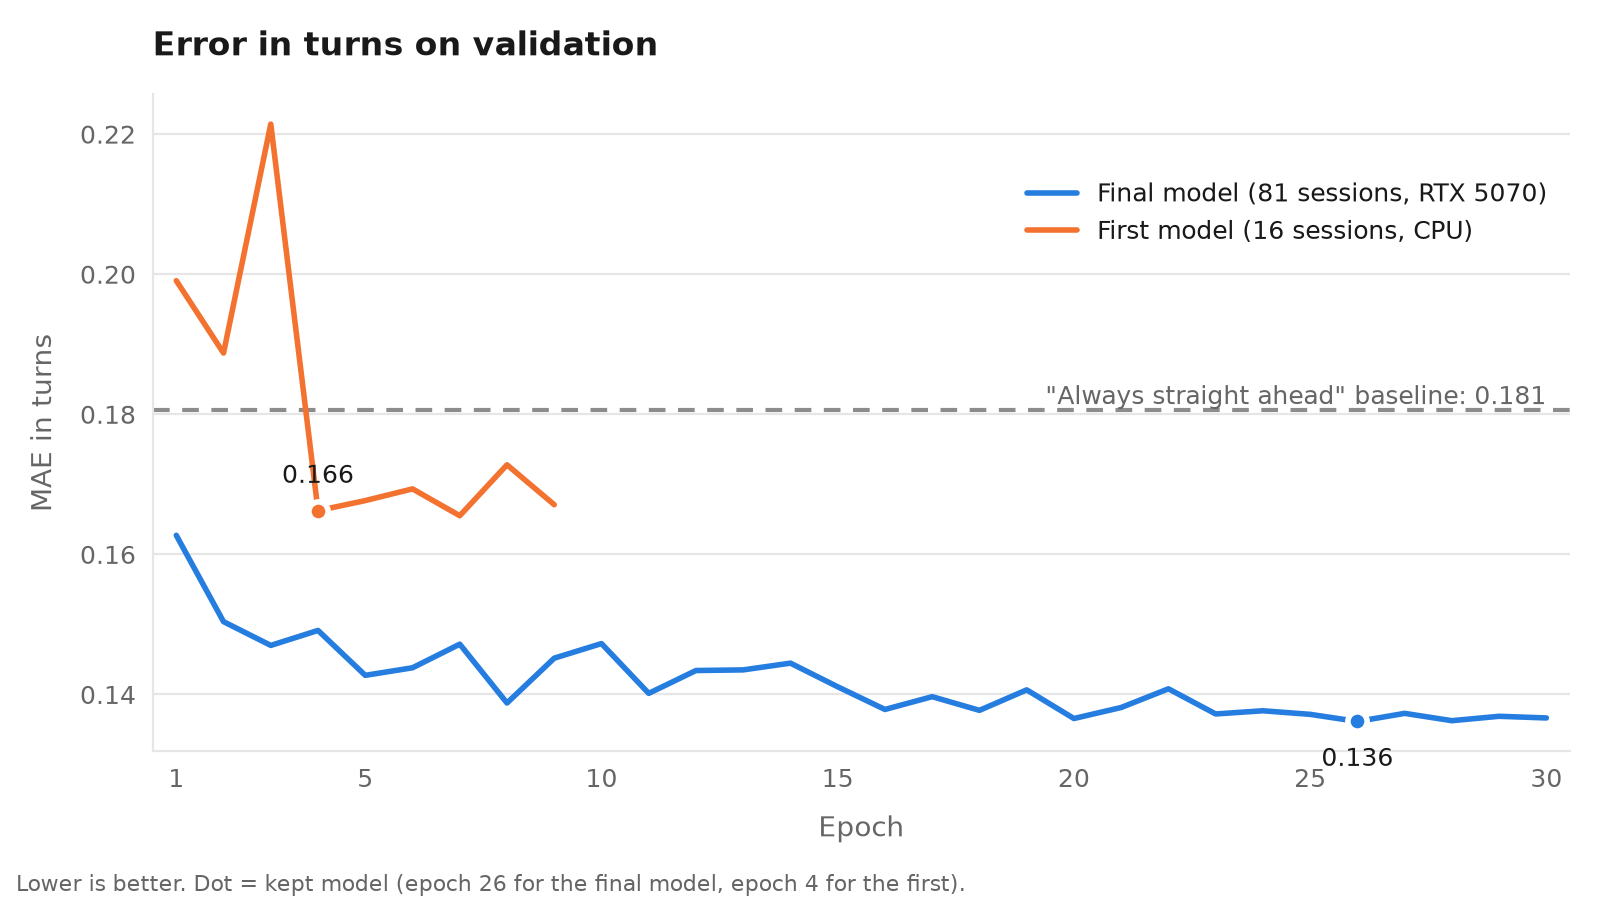 Error in turns on validation
MAE in turns
0.22
0.20
0.18
0.16
0.14
Final model (81 sessions, RTX 5070)
First model (16 sessions, CPU)
"Always straight ahead" baseline: 0.181
0.166
0.136
1 5 10 15 20 25 30
Epoch
Lower is better. Dot = kept model (epoch 26 for the final model, epoch 4 for the first).